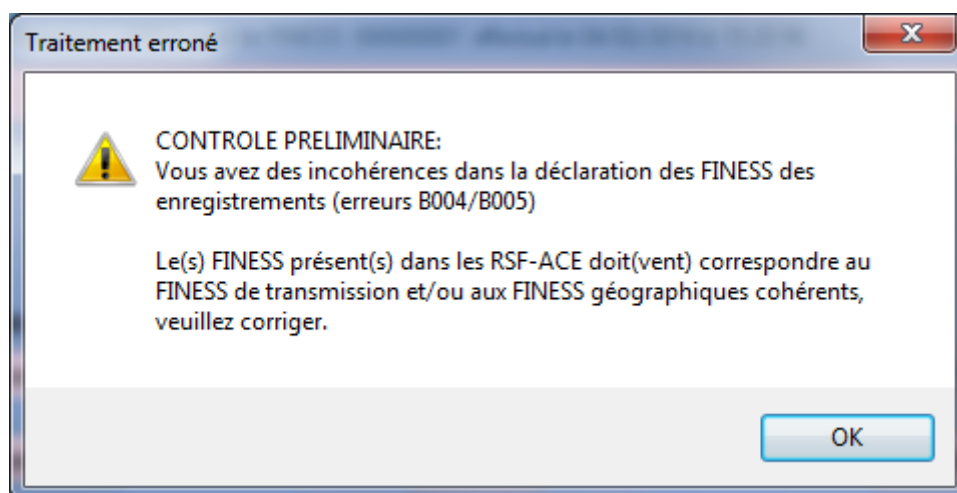 Traitement erroné
CONTROLE PRELIMINAIRE:
Vous avez des incohérences dans la déclaration des FINESS des
enregistrements (erreurs B004/B005)
Le(s) FINESS présent(s) dans les RSF-ACE doit(vent) correspondre au
FINESS de transmission et/ou aux FINESS géographiques cohérents,
veuillez corriger.
OK